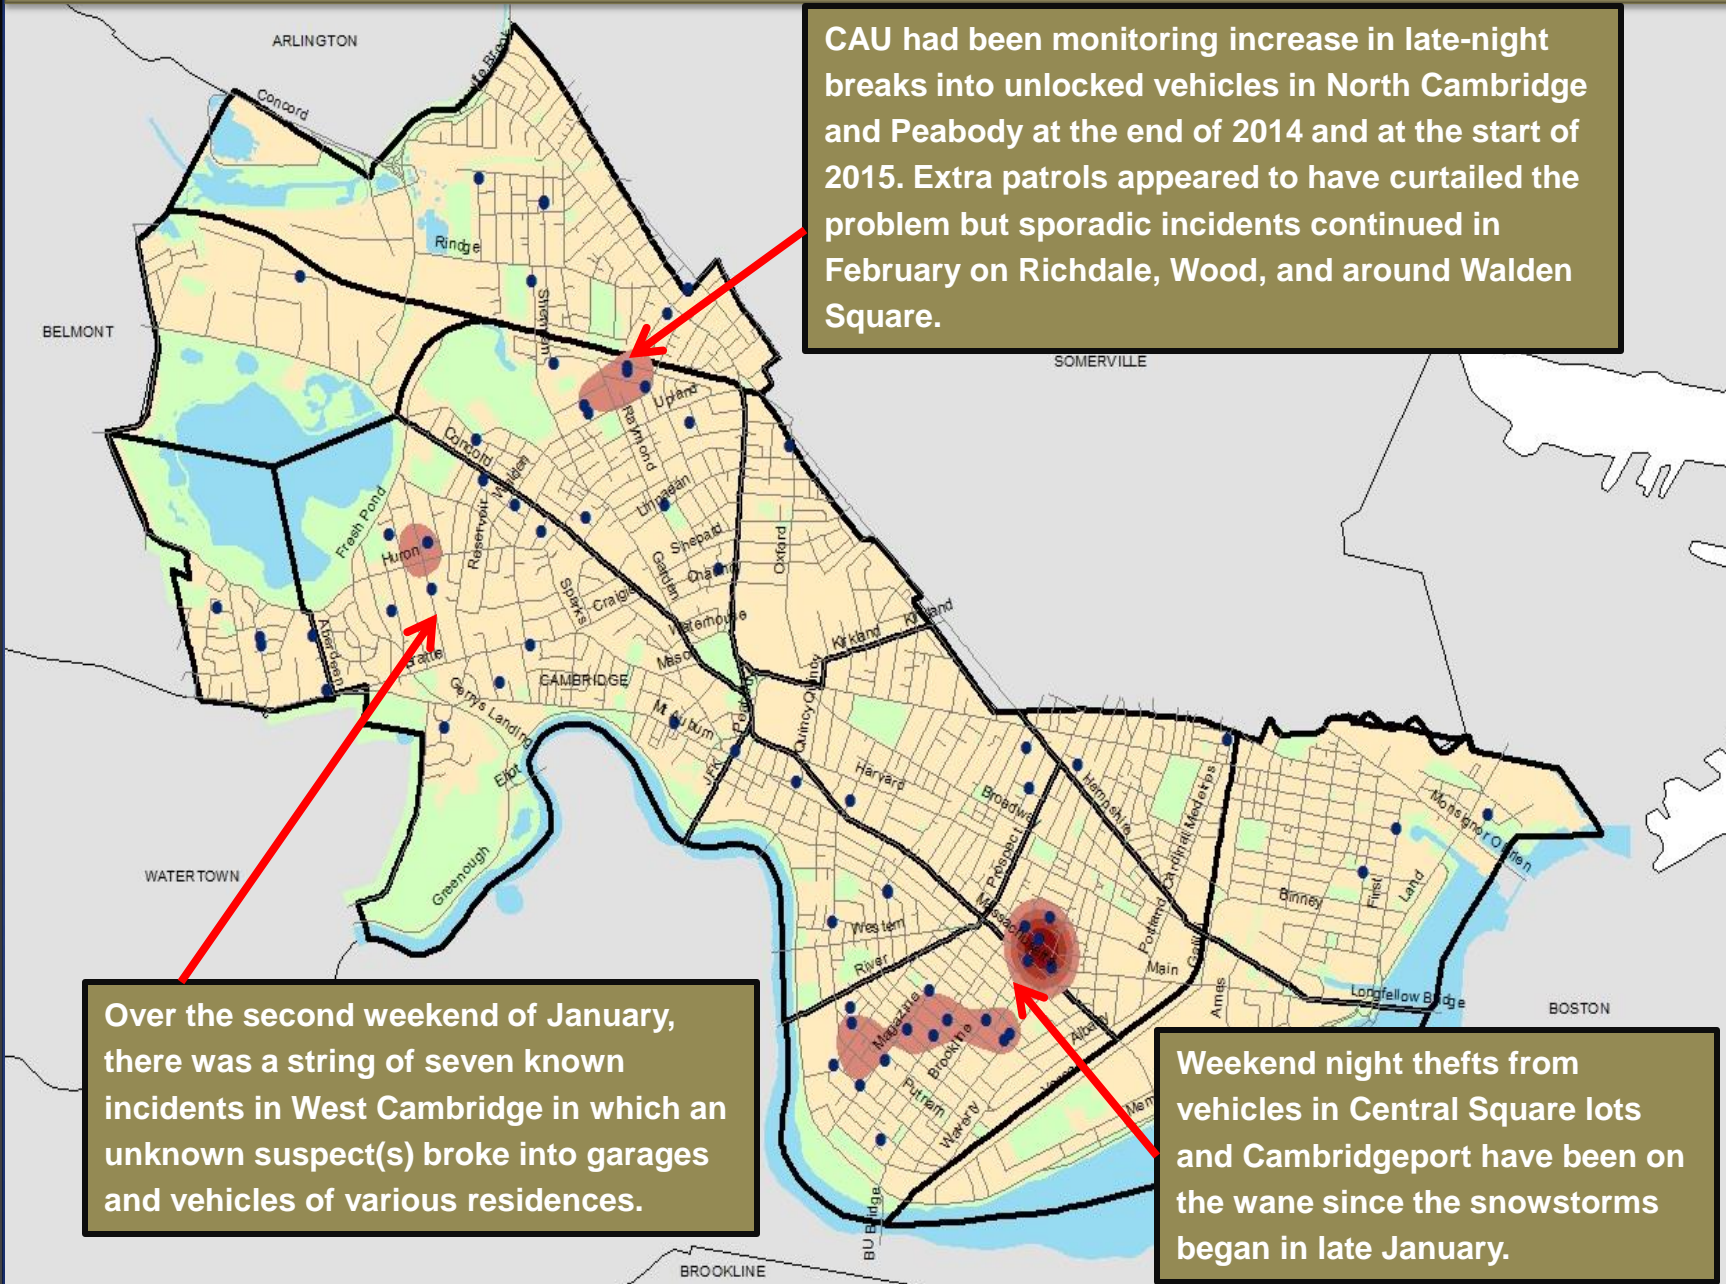 ARLINGTON
CAU had been monitoring increase in late-night
breaks into unlocked vehicles in North Cambridge
and Peabody at the end of 2014 and at the start of
2015. Extra patrols appeared to have curtailed the
problem but sporadic incidents continued in
February on Richdale, Wood, and around Walden
Square.
Concord
Rindge
Sherman
BELMONT
SOMERVILLE
Upland
Raymond
Concord
Walden
Linnaean
Reservoir
Fresh Pond
Shepard
Oxford
Huron
Garden
Sparks
Craigie
Waterhouse
Kirkland
Kirkland
Aberdeen
Brattle
Mason
CAMBRIDGE
Gerrys Landing
Mt Auburn
Peabody
Quincy
Quincy
Eliot
JFK
Harvard
Broadway
Hampshire
Cardinal Medeiros
Monsignor O'Brien
WATERTOWN
Greenough
Prospect
Binney
First
Land
Massachusetts
Western
Portland
River
Main
Galileo
Ames
Longfellow Bridge
BOSTON
Magazine
Brookline
Albany
Putnam
Waverly
BU Bridge
BROOKLINE
Over the second weekend of January,
there was a string of seven known
incidents in West Cambridge in which an
unknown suspect(s) broke into garages
and vehicles of various residences.
Weekend night thefts from
vehicles in Central Square lots
and Cambridgeport have been on
the wane since the snowstorms
began in late January.